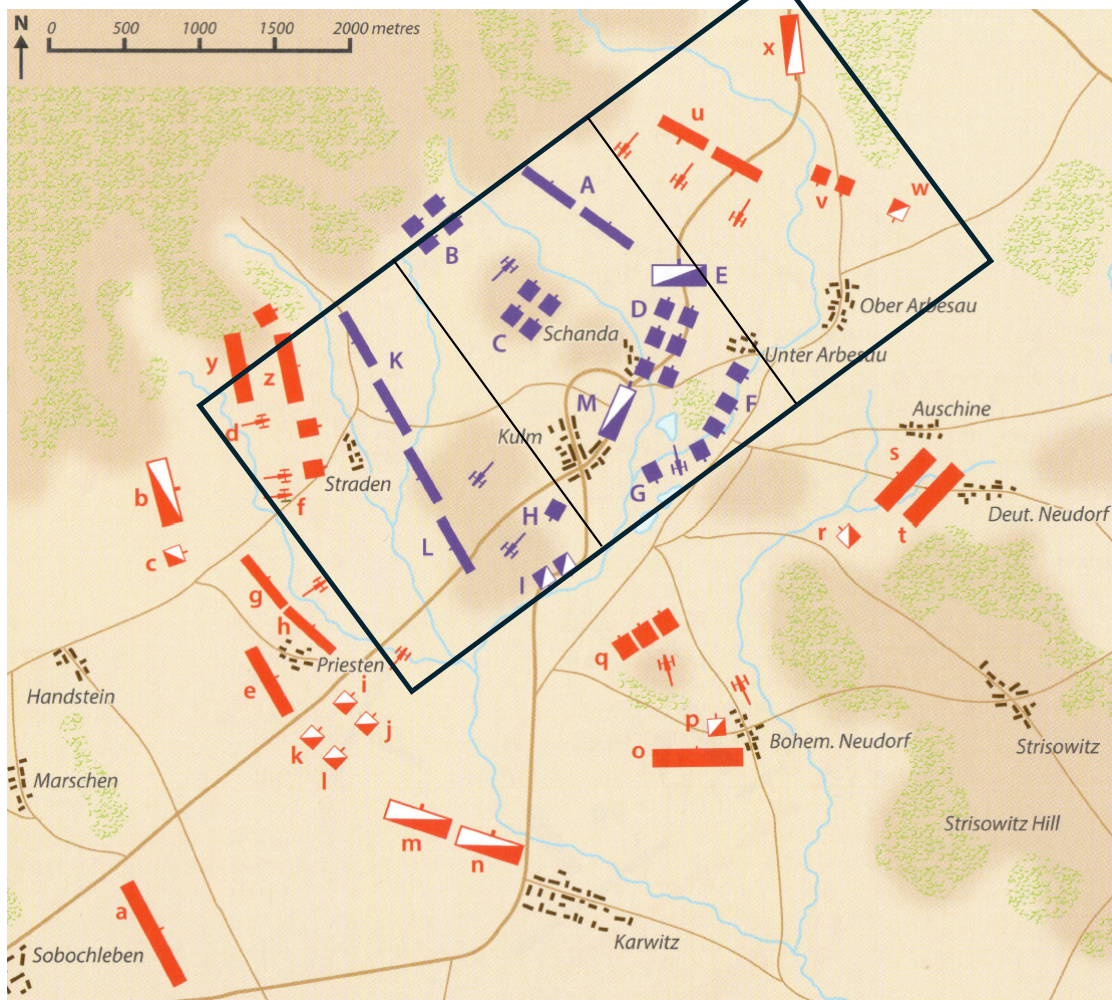 N
0 500 1000 1500 2000 metres
x
u
A
w
v
B
E
D
Ober Arbesau
C
Schanda
Unter Arbesau
y
K
z
M
F
Auschine
d
Kulm
s
Straden
b
G
f
H
Deut. Neudorf
r
t
L
c
I
g
h
q
Priesten
e
i
Handstein
j
p
Bohem. Neudorf
k
o
Strisowitz
l
Marschen
Strisowitz Hill
m
n
a
Karwitz
Sobochleben